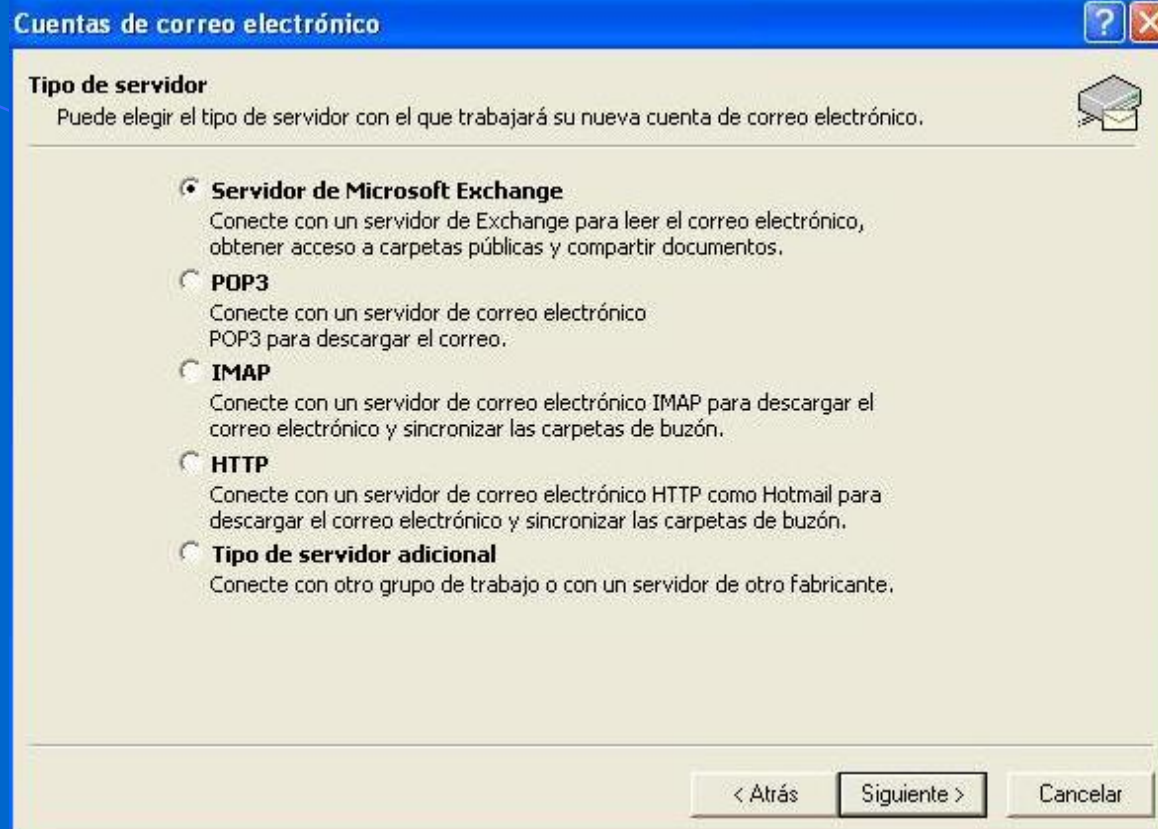 Cuentas de correo electrónico
Tipo de servidor
Puede elegir el tipo de servidor con el que trabajará su nueva cuenta de correo electrónico.
Servidor de Microsoft Exchange
Conecte con un servidor de Exchange para leer el correo electrónico,
obtener acceso a carpetas públicas y compartir documentos.
POP3
Conecte con un servidor de correo electrónico
POP3 para descargar el correo.
IMAP
Conecte con un servidor de correo electrónico IMAP para descargar el
correo electrónico y sincronizar las carpetas de buzón.
HTTP
Conecte con un servidor de correo electrónico HTTP como Hotmail para
descargar el correo electrónico y sincronizar las carpetas de buzón.
Tipo de servidor adicional
Conecte con otro grupo de trabajo o con un servidor de otro fabricante.
< Atrás Siguiente > Cancelar